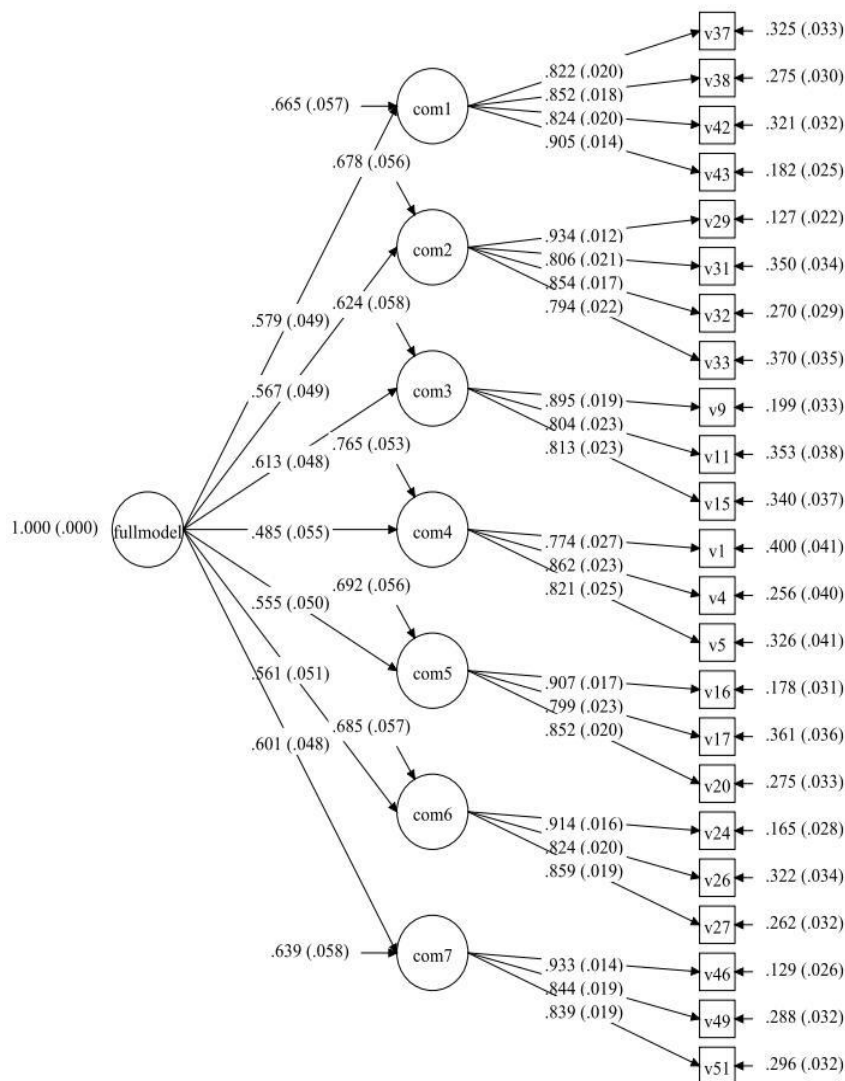 v37 .325 (.033)
.822 (.020)
v38 .275 (.030)
.852 (.018)
.665 (.057) com1
.824 (.020)
v42 .321 (.032)
.905 (.014)
.678 (.056)
v43 .182 (.025)
.934 (.012)
v29 .127 (.022)
com2
.806 (.021)
v31 .350 (.034)
.854 (.017)
.624 (.058)
.794 (.022)
v32 .270 (.029)
.579 (.049)
v33 .370 (.035)
com3
.567 (.049)
.895 (.019)
v9 .199 (.033)
.804 (.023)
.765 (.053)
.813 (.023)
v11 .353 (.038)
.613 (.048)
v15 .340 (.037)
1.000 (.000) fullmodel .485 (.055) com4
.774 (.027)
v1 .400 (.041)
.862 (.023)
.692 (.056)
.821 (.025)
v4 .256 (.040)
.555 (.050)
v5 .326 (.041)
com5
.561 (.051)
.907 (.017)
v16 .178 (.031)
.799 (.023)
.685 (.057)
.601 (.048)
v17 .361 (.036)
.852 (.020)
v20 .275 (.033)
com6
.914 (.016)
v24 .165 (.028)
.824 (.020)
.859 (.019)
v26 .322 (.034)
v27 .262 (.032)
.639 (.058) com7
.933 (.014)
v46 .129 (.026)
.844 (.019)
.839 (.019)
v49 .288 (.032)
v51 .296 (.032)